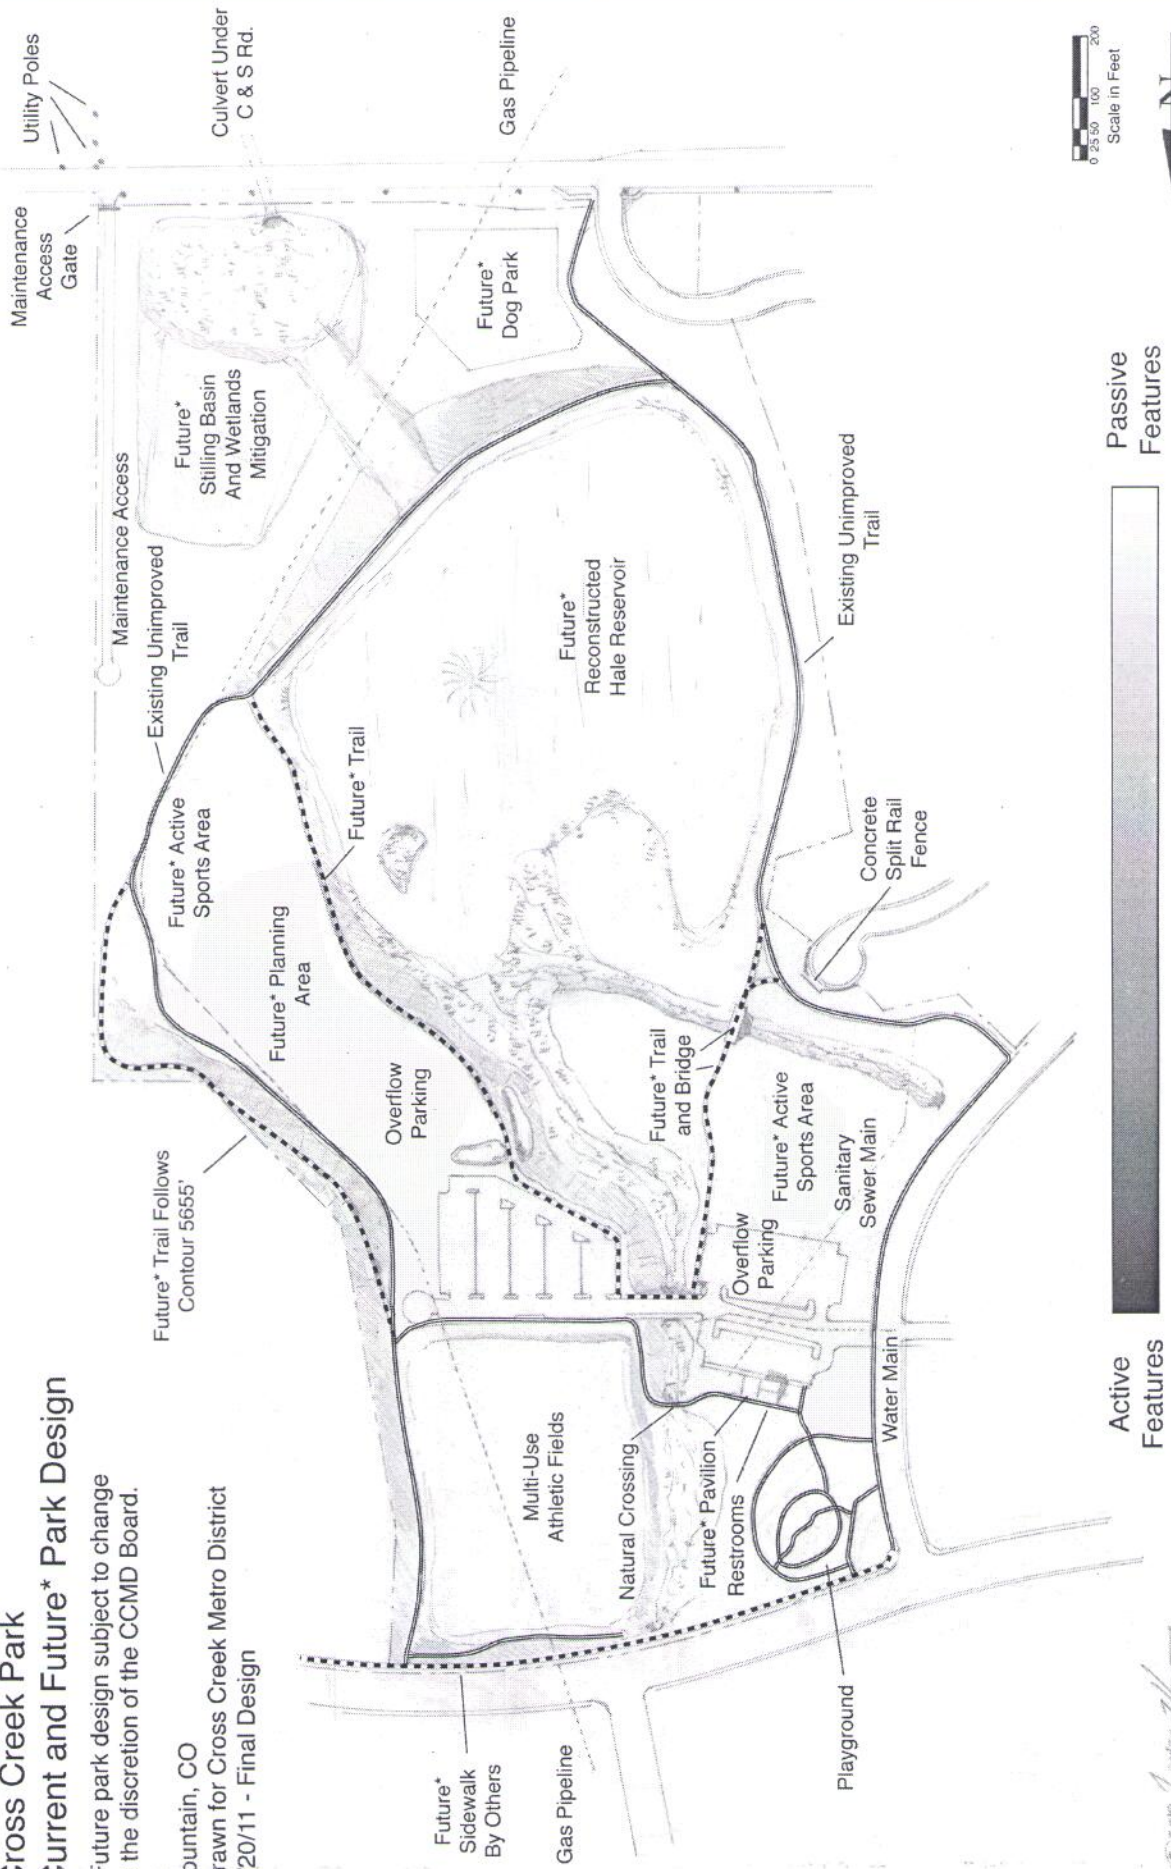 ross Creek Park
urrent and Future* Park Design
uture park design subject to change
the discretion of the CCMD Board.
ountain, CO
rawn for Cross Creek Metro District
20/11 - Final Design
Utility Poles
Maintenance
Access
Gate
Culvert Under
C & S Rd.
Gas Pipeline
Maintenance Access
Future*
Stilling Basin
And Wetlands
Mitigation
Future*
Dog Park
Existing Unimproved
Trail
Future* Active
Sports Area
Future* Trail
Future*
Reconstructed
Hale Reservoir
Existing Unimproved
Trail
Future* Planning
Area
Concrete
Split Rail
Fence
Future* Trail Follows
Contour 5655'
Overflow
Parking
Future* Trail
and Bridge
Future* Active
Sports Area
Sanitary
Sewer Main
Overflow
Parking
Water Main
Multi-Use
Athletic Fields
Natural Crossing
Future* Pavilion
Restrooms
Playground
Future*
Sidewalk
By Others
Gas Pipeline
0 25 50 100 200
Scale in Feet
N
Active
Features
Passive
Features